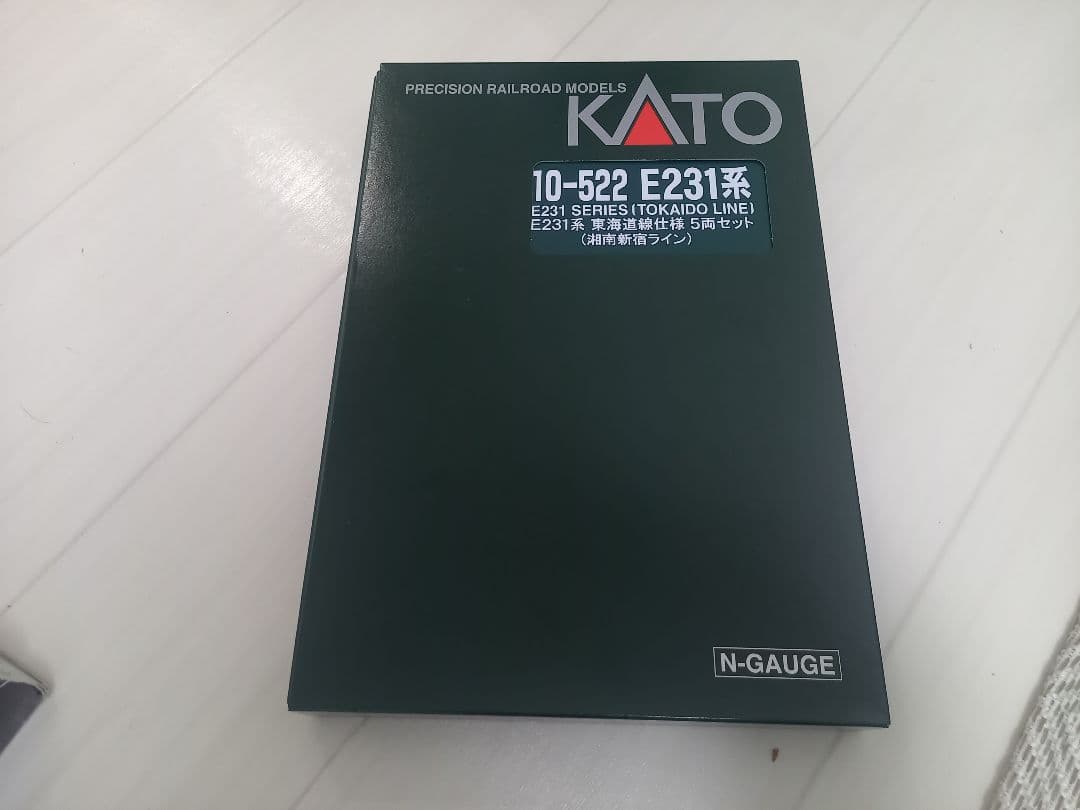 PRECISION RAILROAD MODELS
KATO
10-522 E231系
E231 SERIES (TOKAIDO LINE)
E231系 東海道線仕様 5両セット
(湘南新宿ライン)
N-GAUGE